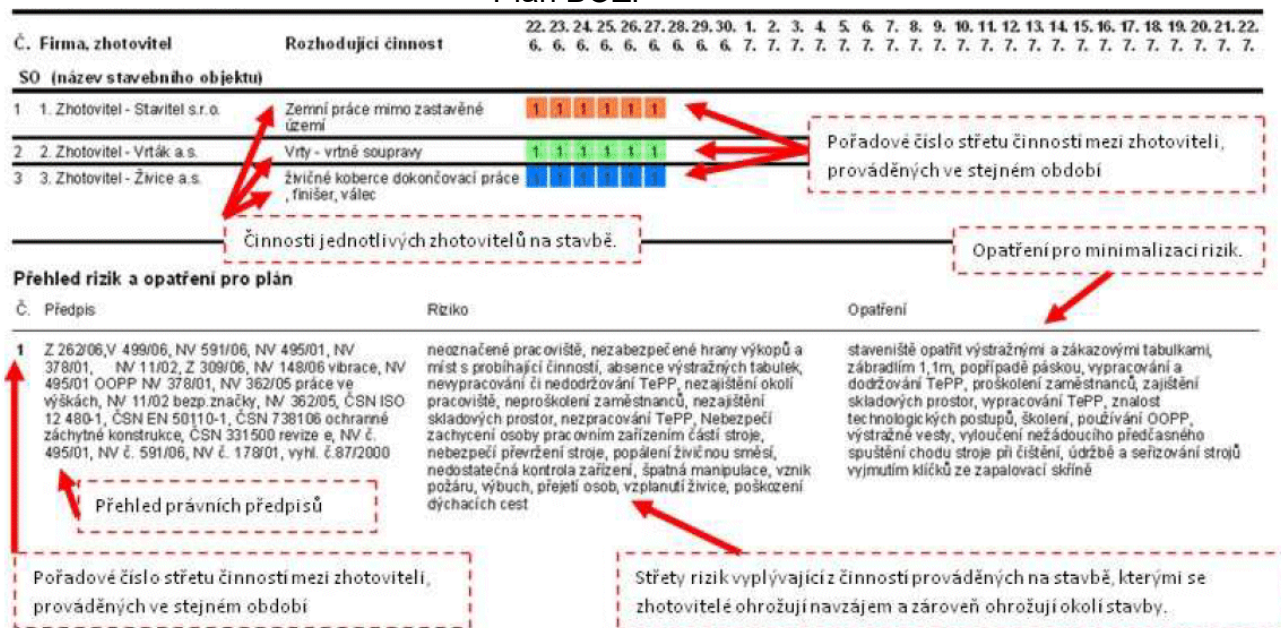 Plán BOZP
22. 23. 24. 25. 26. 27. 28. 29. 30. 1. 2. 3. 4. 5. 6. 7. 8. 9. 10. 11. 12. 13. 14. 15. 16. 17. 18. 19. 20. 21. 22.
Č. Firma, zhotovitel Rozhodující činnost 6. 6. 6. 6. 6. 6. 6. 6. 6. 7. 7. 7. 7. 7. 7. 7. 7. 7. 7. 7. 7. 7. 7. 7. 7. 7. 7. 7. 7. 7. 7.
SO (název stavebního objektu)
1 1. Zhotovitel - Stavitel s.r.o. Zemní práce mimo zastavěné 1 1 1 1 1 1
území
2 2. Zhotovitel - Vrták a.s. Vrty - vrtné soupravy 1 1 1 1 1 1
3 3. Zhotovitel - Živice a.s. živičné koberce dokončovací práce 1 1 1 1 1 1
, finišer, válec
Pořadové číslo střetu činností mezi zhotoviteli,
prováděných ve stejném období
Činnosti jednotlivých zhotovitelů na stavbě.
Opatření pro minimalizaci rizik.
Přehled rizik a opatření pro plán
Č. Předpis Riziko Opatření
1 Z 262/06,V 499/06, NV 591/06, NV 495/01, NV
378/01, NV 11/02, Z 309/06, NV 148/06 vibrace, NV
495/01 OOPP NV 378/01, NV 362/05 práce ve
výškách, NV 11/02 bezp.značky, NV 362/05, ČSN ISO
12 480-1, ČSN EN 50110-1, ČSN 738106 ochranné
záchytné konstrukce, ČSN 331500 revize e, NV č.
495/01, NV č. 591/06, NV č. 178/01, vyhl. č.87/2000
neoznačené pracoviště, nezabezpečené hrany výkopů a
míst s probíhající činností, absence výstražných tabulek,
nevypracování či nedodržování TePP, nezajištění okolí
pracoviště, neproškolení zaměstnanců, nezajištění
skladových prostor, nezpracování TePP, Nebezpečí
zachycení osoby pracovním zařízením částí stroje,
nebezpečí převržení stroje, popálení živičnou směsí,
nedostatečná kontrola zařízení, špatná manipulace, vznik
požáru, výbuch, přejetí osob, vzplanutí živice, poškození
dýchacích cest
staveniště opatřit výstražnými a zákazovými tabulkami,
zábradlím 1,1m, popřípadě páskou, vypracování a
dodržování TePP, proškolení zaměstnanců, zajištění
skladových prostor, vypracování TePP, znalost
technologických postupů, školení, používání OOPP,
výstražné vesty, vyloučení nežádoucího předčasného
spuštění chodu stroje při čištění, údržbě a seřizování strojů
vyjmutím klíčků ze zapalovací skříně
Přehled právních předpisů
Pořadové číslo střetu činností mezi zhotoviteli,
prováděných ve stejném období
Střety rizik vyplývající z činností prováděných na stavbě, kterými se
zhotovitelé ohrožují navzájem a zároveň ohrožují okolí stavby.